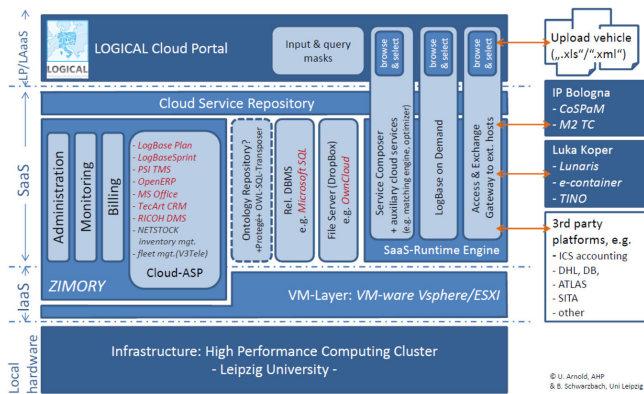 LP/LAaaS
LOGICAL
LOGICAL Cloud Portal
Input & query
masks
browse
& select
browse
& select
browse
& select
Upload vehicle
(„.xls“/“.xml“)
SaaS
Cloud Service Repository
Administration
Monitoring
Billing
- LogBase Plan
- LogBaseSprint
- PSI TMS
- OpenERP
- MS Office
- TecArt CRM
- RICOH DMS
- NETSTOCK
inventory mgt.
- fleet mgt.(V3Tele)
Cloud-ASP
ZIMORY
Ontology Repository?
+Protegé+ OWL-SQL-Transposer
Rel. DBMS
e.g. Microsoft SQL
File Server (DropBox)
e.g. OwnCloud
Service Composer
+ auxiliary cloud services
(e.g. matching engine, optimizer)
LogBase on Demand
Access & Exchange
Gateway to ext. hosts
SaaS-Runtime Engine
IP Bologna
- CoSPaM
- M2 TC
Luka Koper
- Lunaris
- e-container
- TINO
3rd party
platforms, e.g.
- ICS accounting
- DHL, DB,
- ATLAS
- SITA
- other
IaaS
VM-Layer: VM-ware Vsphere/ESXI
Local
hardware
Infrastructure: High Performance Computing Cluster
- Leipzig University -
© U. Arnold, AHP
& B. Schwarzbach, Uni Leipzig